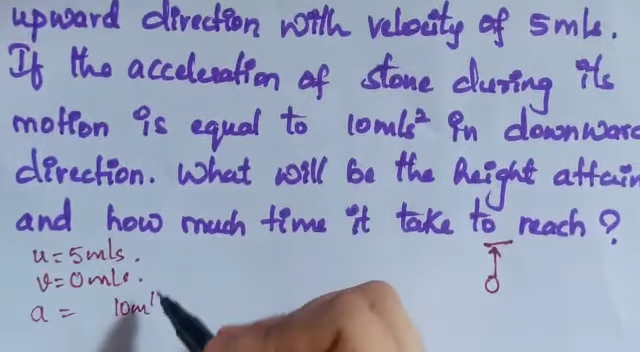 upward direction with velocity of 5m/s.
If the acceleration of stone during its
motion is equal to 10m/s² in downward
direction. What will be the height attain
and how much time it take to reach?
u = 5m/s.
v = 0m/s.
a = 10m/